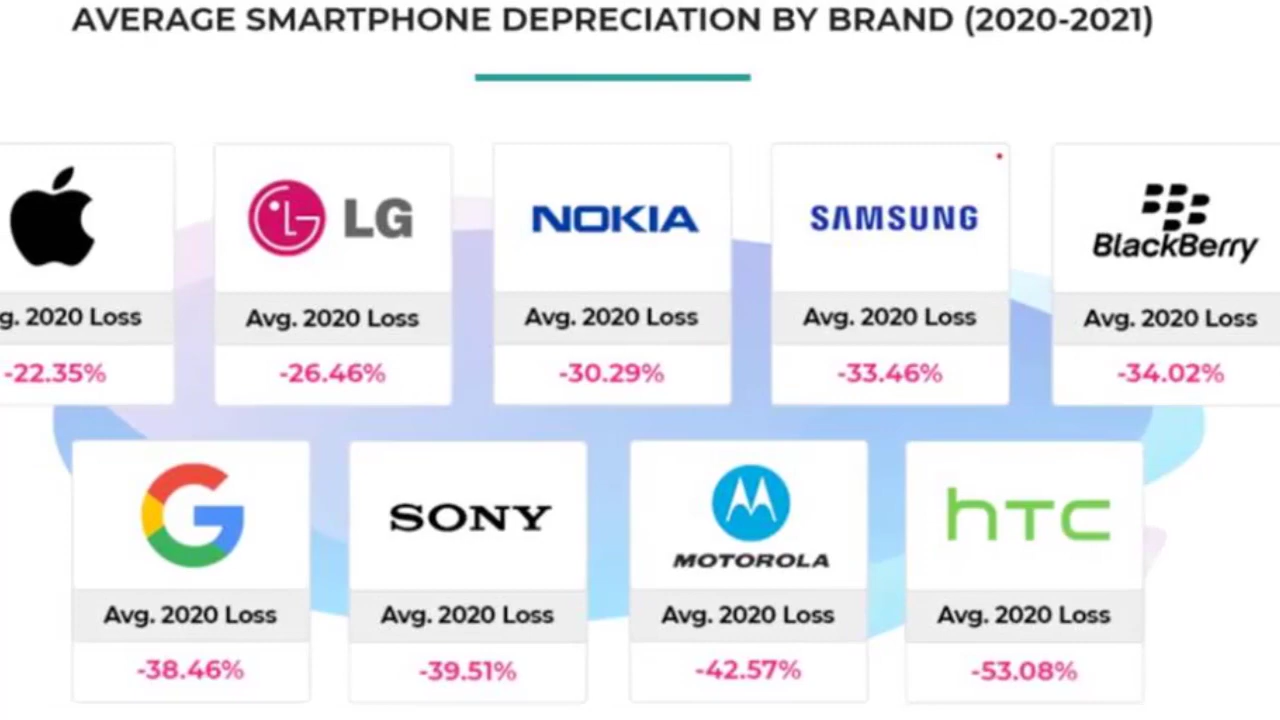 AVERAGE SMARTPHONE DEPRECIATION BY BRAND (2020-2021)
LG
NOKIA
SAMSUNG
BlackBerry
g. 2020 Loss
Avg. 2020 Loss
Avg. 2020 Loss
Avg. 2020 Loss
Avg. 2020 Loss
-22.35%
-26.46%
-30.29%
-33.46%
-34.02%
G
SONY
MOTOROLA
hTC
Avg. 2020 Loss
Avg. 2020 Loss
Avg. 2020 Loss
Avg. 2020 Loss
-38.46%
-39.51%
-42.57%
-53.08%